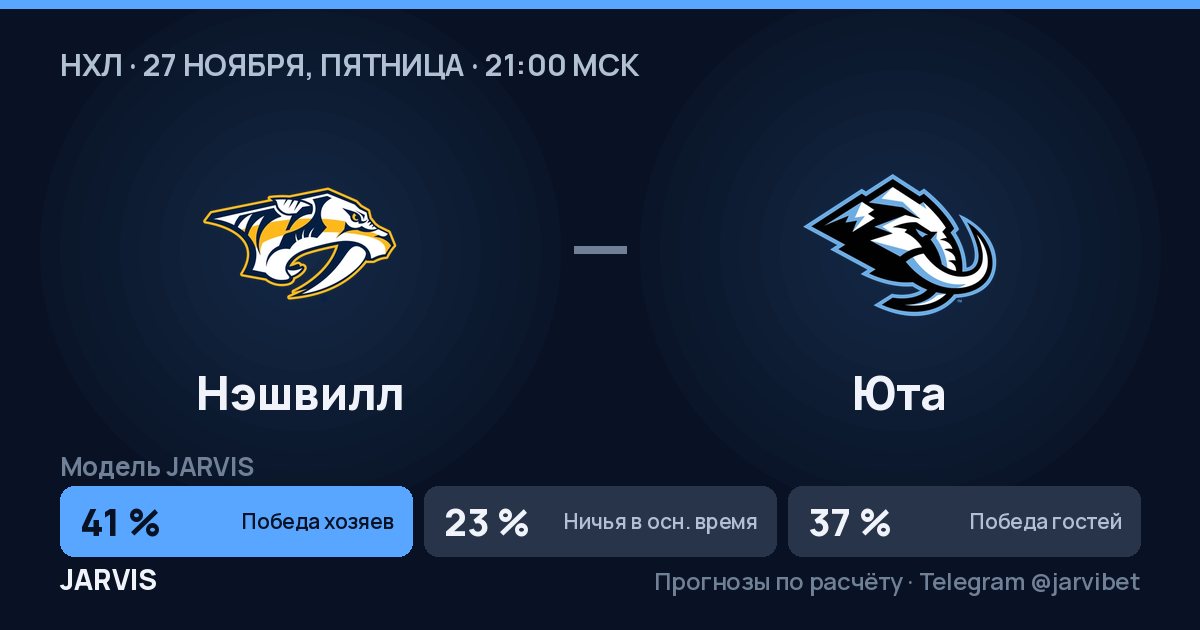 НХЛ · 27 НОЯБРЯ, ПЯТНИЦА · 21:00 МСК
—
Нэшвилл
Юта
Модель JARVIS
41 % Победа хозяев
23 % Ничья в осн. время
37 % Победа гостей
JARVIS
Прогнозы по расчёту · Telegram @jarvibet